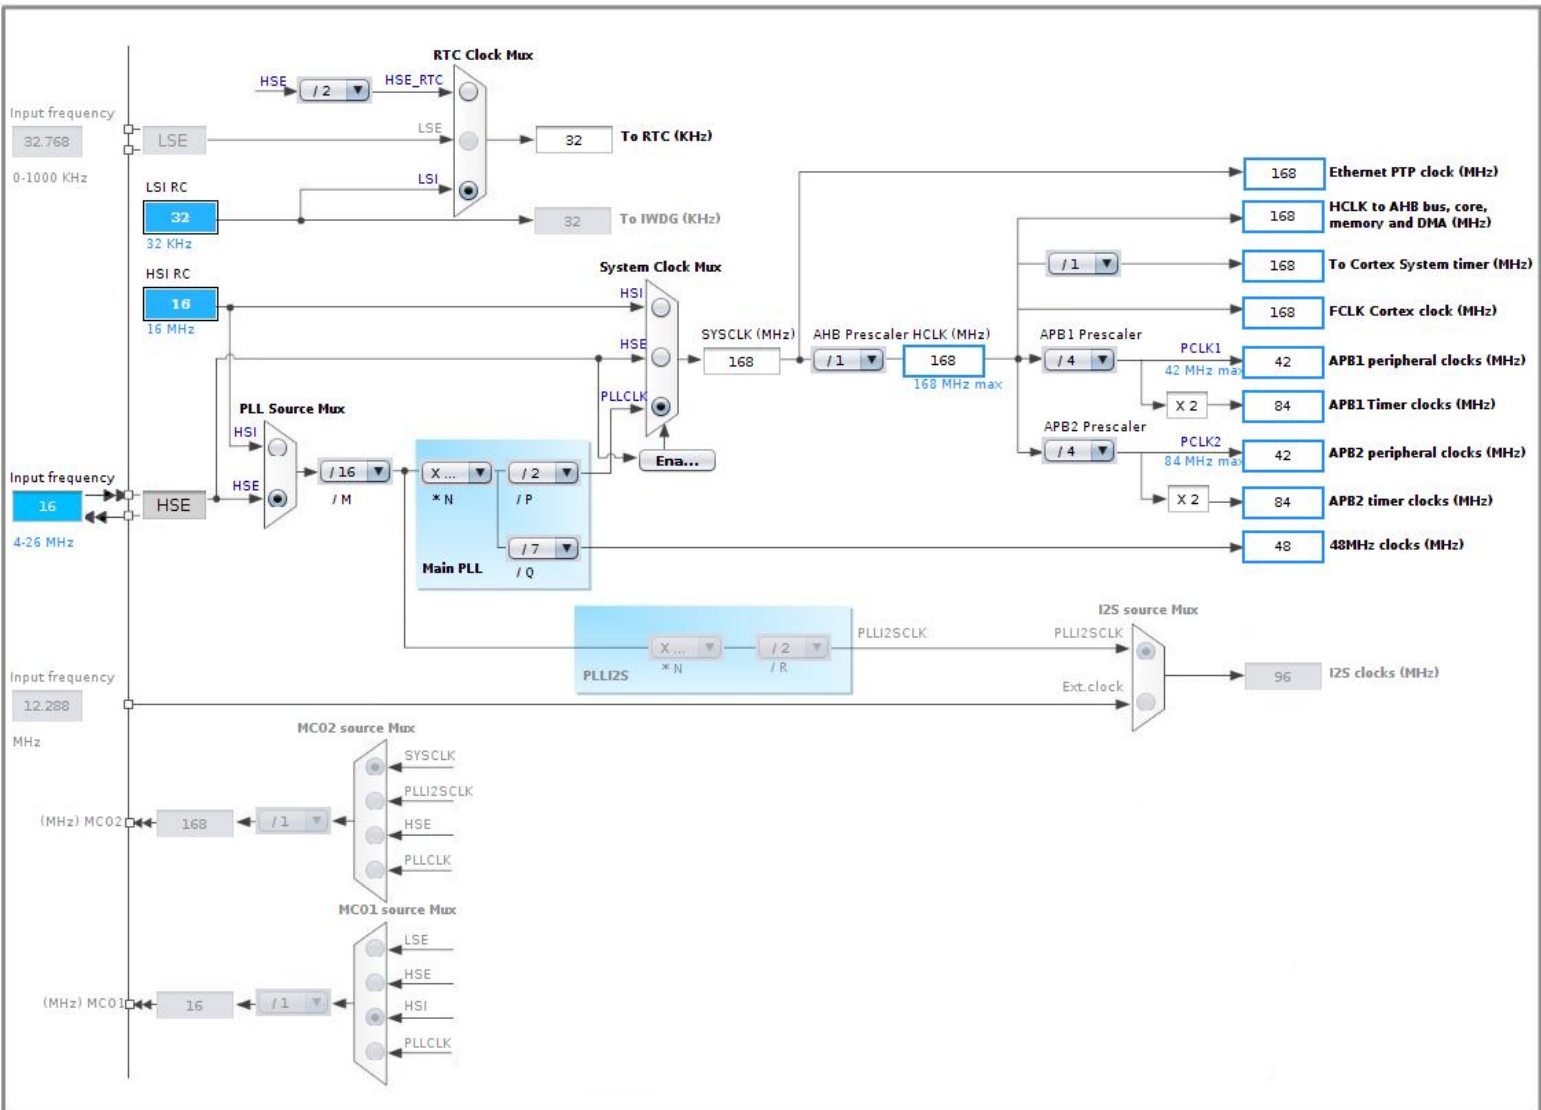 RTC Clock Mux
HSE
/ 2
HSE_RTC
Input frequency
32.768
0-1000 KHz
LSE
LSE
32
To RTC (KHz)
LSI
LSI RC
32
32 KHz
32
To IWDG (KHz)
HSI RC
16
16 MHz
System Clock Mux
HSI
HSE
PLLCLK
SYSCLK (MHz)
168
AHB Prescaler
/ 1
HCLK (MHz)
168
168 MHz max
168
Ethernet PTP clock (MHz)
168
HCLK to AHB bus, core,
memory and DMA (MHz)
/ 1
168
To Cortex System timer (MHz)
168
FCLK Cortex clock (MHz)
APB1 Prescaler
/ 4
PCLK1
42 MHz max
42
APB1 peripheral clocks (MHz)
X 2
84
APB1 Timer clocks (MHz)
APB2 Prescaler
/ 4
PCLK2
84 MHz max
42
APB2 peripheral clocks (MHz)
X 2
84
APB2 timer clocks (MHz)
48
48MHz clocks (MHz)
PLL Source Mux
HSI
HSE
Input frequency
16
4-26 MHz
HSE
/ 16
/ M
X ...
* N
/ 2
/ P
/ 7
/ Q
Main PLL
Ena...
PLLI2S
X ...
* N
/ 2
/ R
PLLI2SCLK
I2S source Mux
PLLI2SCLK
Ext.clock
96
I2S clocks (MHz)
Input frequency
12.288
MHz
MCO2 source Mux
SYSCLK
PLLI2SCLK
HSE
PLLCLK
(MHz) MCO2
168
/ 1
MCO1 source Mux
LSE
HSE
HSI
PLLCLK
(MHz) MCO1
16
/ 1